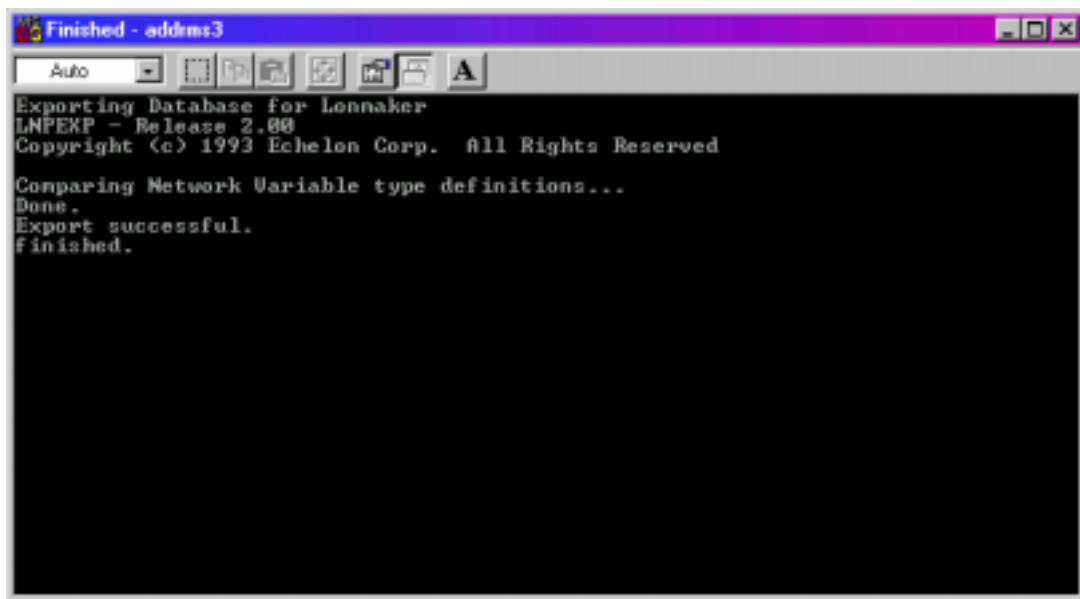 Finished - addrms3
Auto
A
Exporting Database for Lonmaker
LNPEXP - Release 2.00
Copyright (c) 1993 Echelon Corp.  All Rights Reserved
Comparing Network Variable type definitions...
Done.
Export successful.
finished.